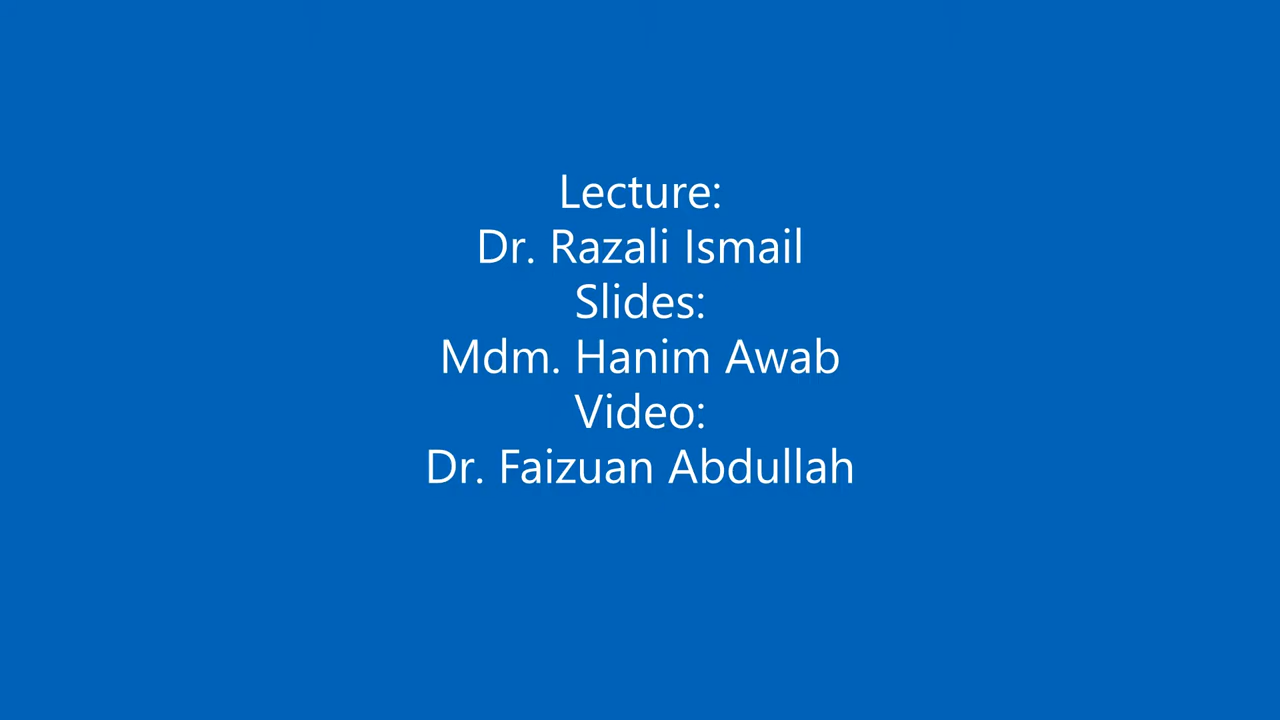 Lecture:
Dr. Razali Ismail
Slides:
Mdm. Hanim Awab
Video:
Dr. Faizuan Abdullah